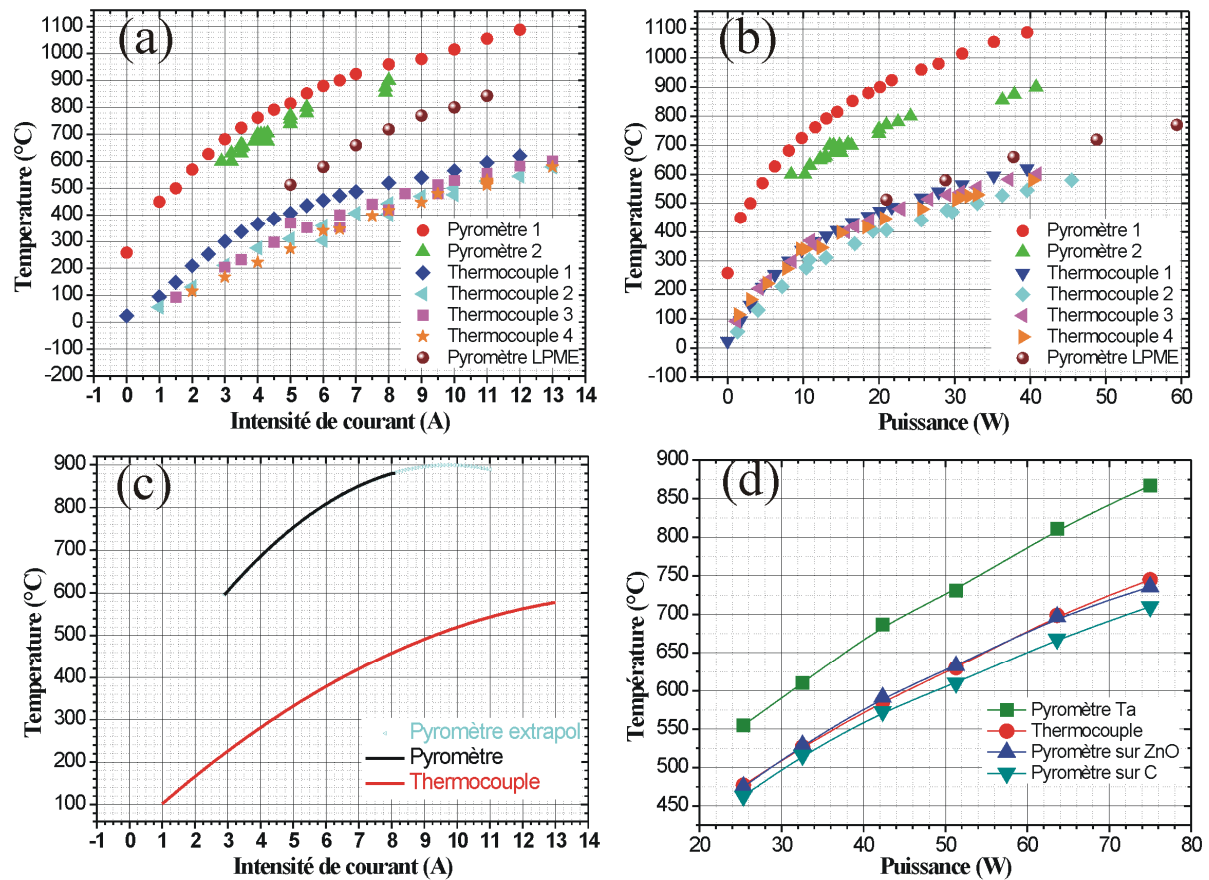 (a)
1100
1000
900
800
700
600
500
400
300
200
100
0
-100
-200
Temperature (°C)
-1 0 1 2 3 4 5 6 7 8 9 10 11 12 13 14
Intensité de courant (A)
Pyromètre 1
Pyromètre 2
Thermocouple 1
Thermocouple 2
Thermocouple 3
Thermocouple 4
Pyromètre LPME
(b)
1100
1000
900
800
700
600
500
400
300
200
100
0
-100
Temperature (°C)
-10 0 10 20 30 40 50 60
Puissance (W)
Pyromètre 1
Pyromètre 2
Thermocouple 1
Thermocouple 2
Thermocouple 3
Thermocouple 4
Pyromètre LPME
(c)
900
800
700
600
500
400
300
200
100
Temperature (°C)
-1 0 1 2 3 4 5 6 7 8 9 10 11 12 13 14
Intensité de courant (A)
Pyromètre extrapol
Pyromètre
Thermocouple
(d)
900
850
800
750
700
650
600
550
500
450
Température (°C)
20 30 40 50 60 70 80
Puissance (W)
Pyromètre Ta
Thermocouple
Pyromètre sur ZnO
Pyromètre sur C